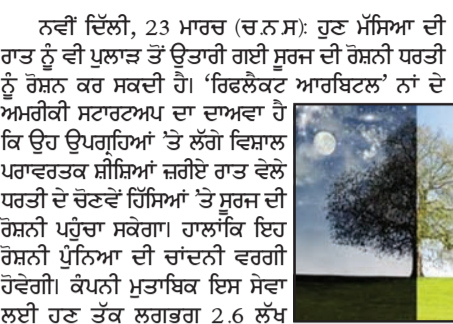 ਨਵੀਂ ਦਿੱਲੀ, 23 ਮਾਰਚ (ਚ.ਨ.ਸ): ਹੁਣ ਮੱਸਿਆ ਦੀ
ਰਾਤ ਨੂੰ ਵੀ ਪੁਲਾੜ ਤੋਂ ਉਤਾਰੀ ਗਈ ਸੂਰਜ ਦੀ ਰੋਸ਼ਨੀ ਧਰਤੀ
ਨੂੰ ਰੋਸ਼ਨ ਕਰ ਸਕਦੀ ਹੈ। ‘ਰਿਫਲੈਕਟ ਆਰਬਿਟਲ’ ਨਾਂ ਦੇ
ਅਮਰੀਕੀ ਸਟਾਰਟਅਪ ਦਾ ਦਾਅਵਾ ਹੈ
ਕਿ ਉਹ ਉਪਗ੍ਰਹਿਆਂ ’ਤੇ ਲੱਗੇ ਵਿਸ਼ਾਲ
ਪਰਾਵਰਤਕ ਸ਼ੀਸ਼ਿਆਂ ਜ਼ਰੀਏ ਰਾਤ ਵੇਲੇ
ਧਰਤੀ ਦੇ ਚੋਣਵੇਂ ਹਿੱਸਿਆਂ ’ਤੇ ਸੂਰਜ ਦੀ
ਰੋਸ਼ਨੀ ਪਹੁੰਚਾ ਸਕੇਗਾ। ਹਾਲਾਂਕਿ ਇਹ
ਰੋਸ਼ਨੀ ਪੁੰਨਿਆ ਦੀ ਚਾਂਦਨੀ ਵਰਗੀ
ਹੋਵੇਗੀ। ਕੰਪਨੀ ਮੁਤਾਬਿਕ ਇਸ ਸੇਵਾ
ਲਈ ਹੁਣ ਤੱਕ ਲਗਭਗ 2.6 ਲੱਖ